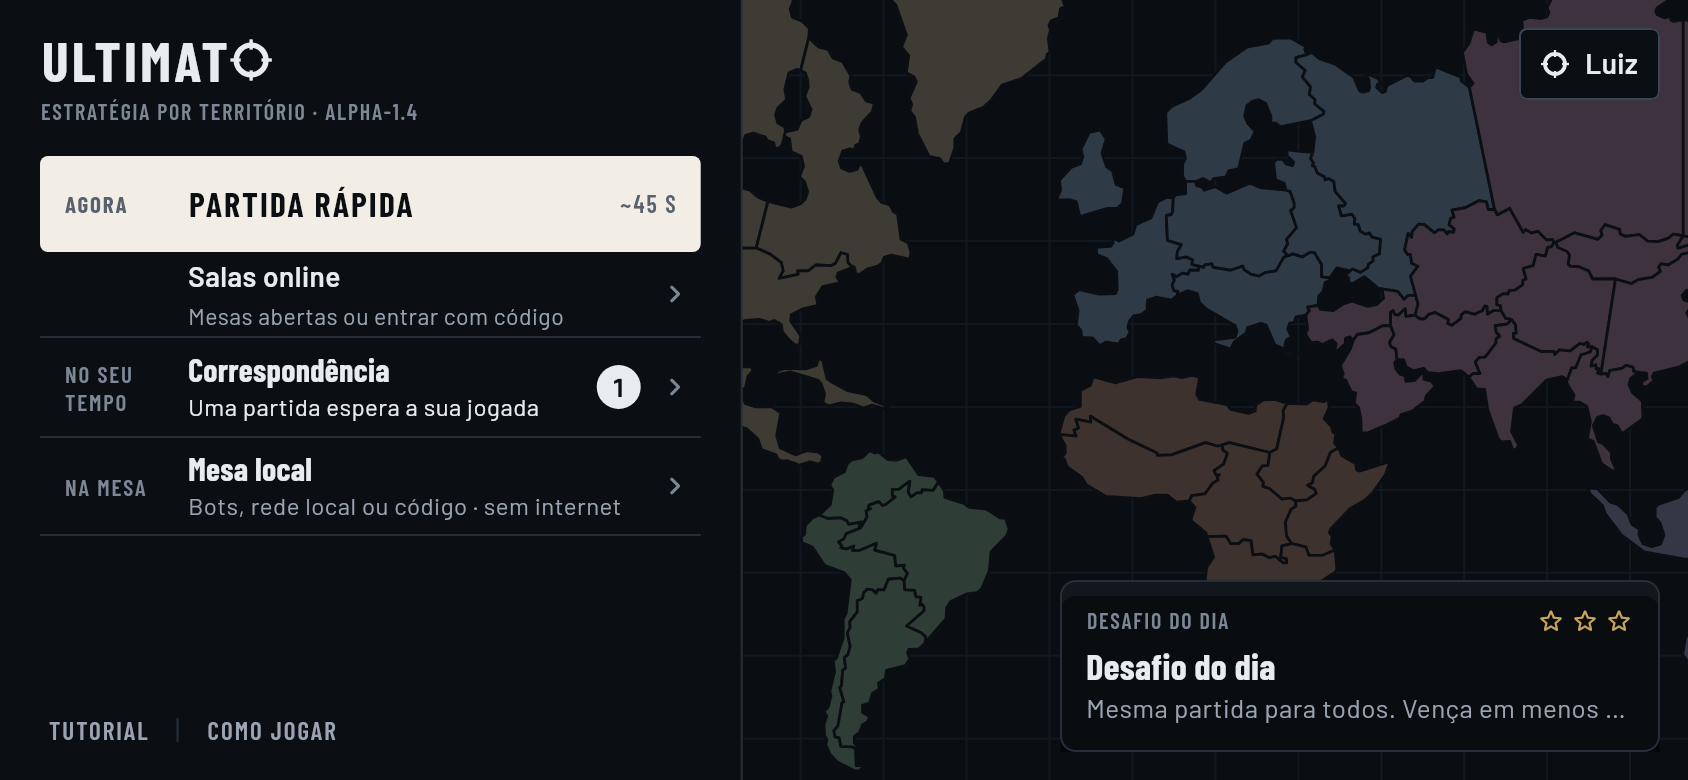 ULTIMATO
ESTRATÉGIA POR TERRITÓRIO · ALPHA-1.4
AGORA
PARTIDA RÁPIDA
~45 S
Salas online
Mesas abertas ou entrar com código
NO SEU
TEMPO
Correspondência
Uma partida espera a sua jogada
1
NA MESA
Mesa local
Bots, rede local ou código · sem internet
TUTORIAL
COMO JOGAR
Luiz
DESAFIO DO DIA
Desafio do dia
Mesma partida para todos. Vença em menos ...